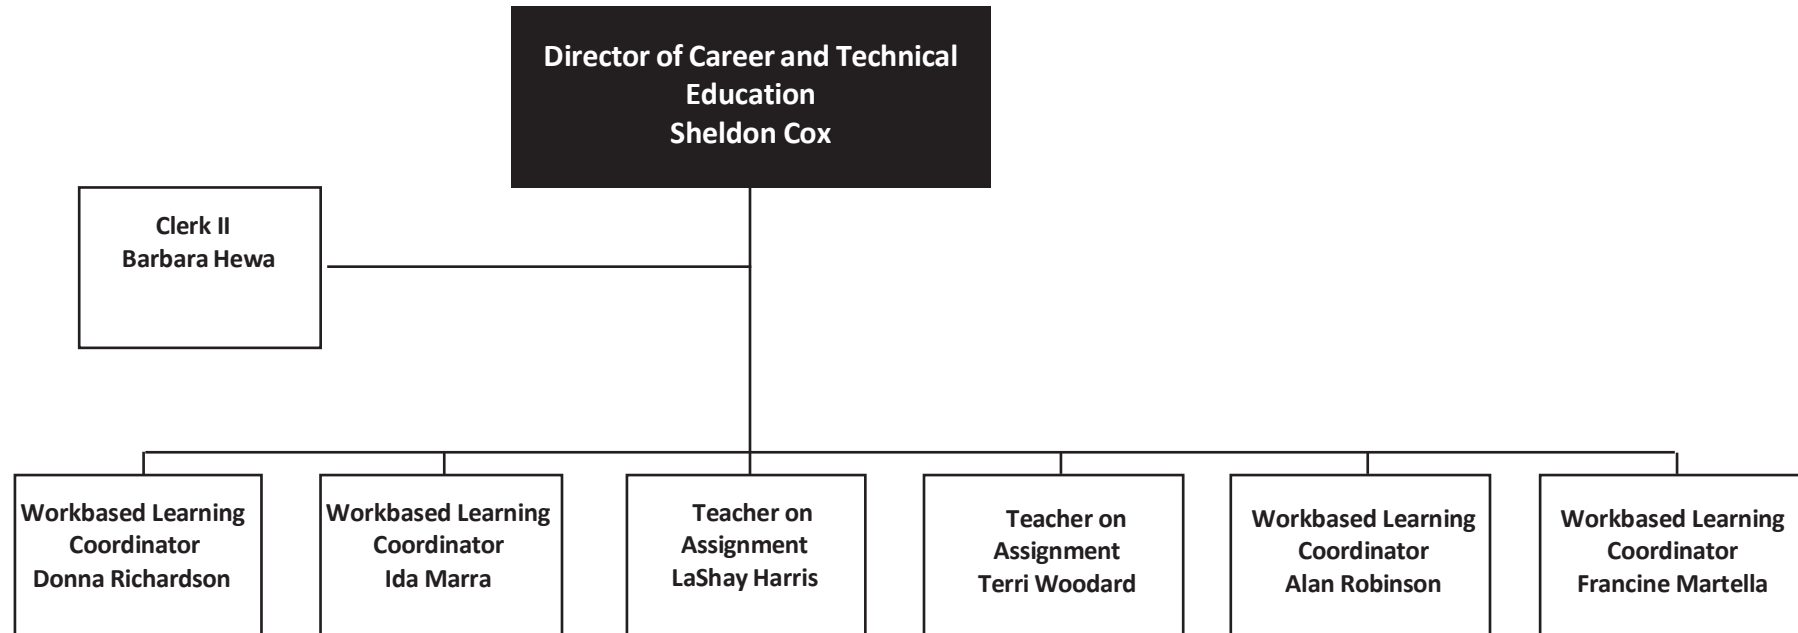 Director of Career and Technical
Education
Sheldon Cox
Clerk II
Barbara Hewa
Workbased Learning
Coordinator
Donna Richardson
Workbased Learning
Coordinator
Ida Marra
Teacher on
Assignment
LaShay Harris
Teacher on
Assignment
Terri Woodard
Workbased Learning
Coordinator
Alan Robinson
Workbased Learning
Coordinator
Francine Martella